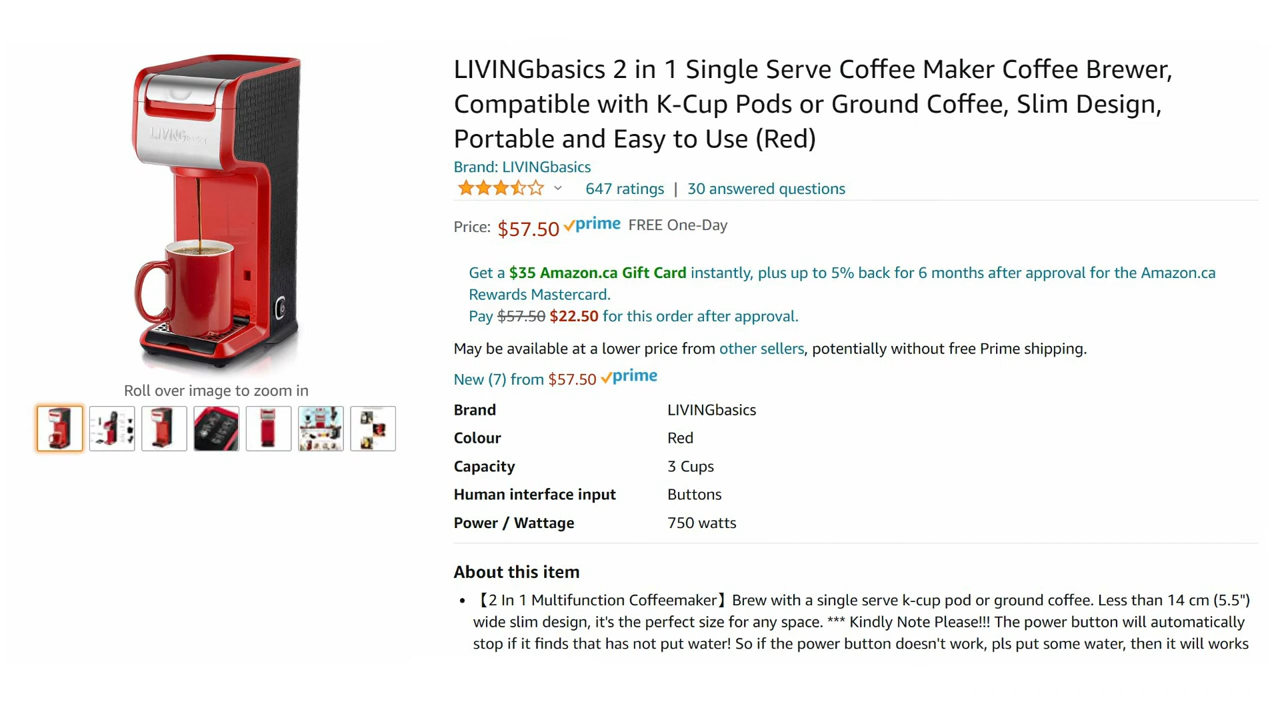 LIVINGbasics 2 in 1 Single Serve Coffee Maker Coffee Brewer,
Compatible with K-Cup Pods or Ground Coffee, Slim Design,
Portable and Easy to Use (Red)
Brand: LIVINGbasics
647 ratings | 30 answered questions
Price: $57.50 prime FREE One-Day
Get a $35 Amazon.ca Gift Card instantly, plus up to 5% back for 6 months after approval for the Amazon.ca
Rewards Mastercard.
Pay $57.50 $22.50 for this order after approval.
May be available at a lower price from other sellers, potentially without free Prime shipping.
New (7) from $57.50 prime
Roll over image to zoom in
Brand LIVINGbasics
Colour Red
Capacity 3 Cups
Human interface input Buttons
Power / Wattage 750 watts
About this item
• 【2 In 1 Multifunction Coffeemaker】Brew with a single serve k-cup pod or ground coffee. Less than 14 cm (5.5")
wide slim design, it's the perfect size for any space. *** Kindly Note Please!!! The power button will automatically
stop if it finds that has not put water! So if the power button doesn't work, pls put some water, then it will works